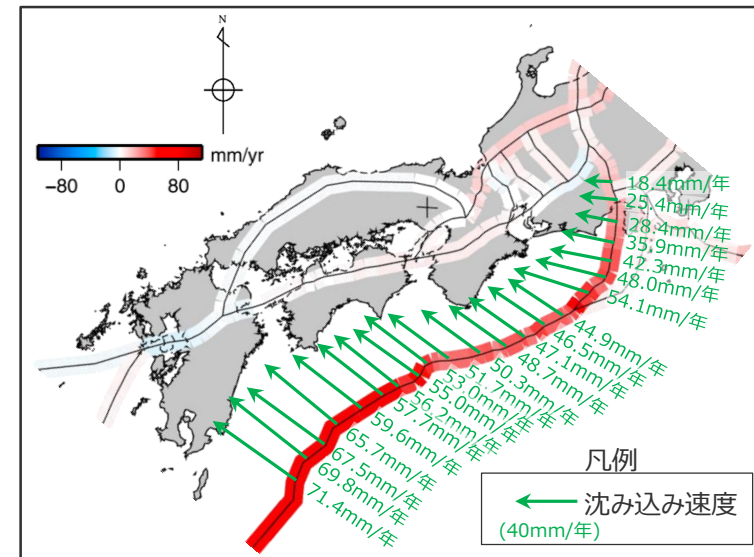 N
mm/yr
−80 0 80
18.4mm/年
25.4mm/年
28.4mm/年
35.9mm/年
42.3mm/年
48.0mm/年
54.1mm/年
44.9mm/年
46.5mm/年
47.1mm/年
48.7mm/年
50.3mm/年
51.7mm/年
53.0mm/年
55.0mm/年
56.2mm/年
57.7mm/年
59.6mm/年
65.7mm/年
67.5mm/年
69.8mm/年
71.4mm/年
凡例
沈み込み速度
(40mm/年)